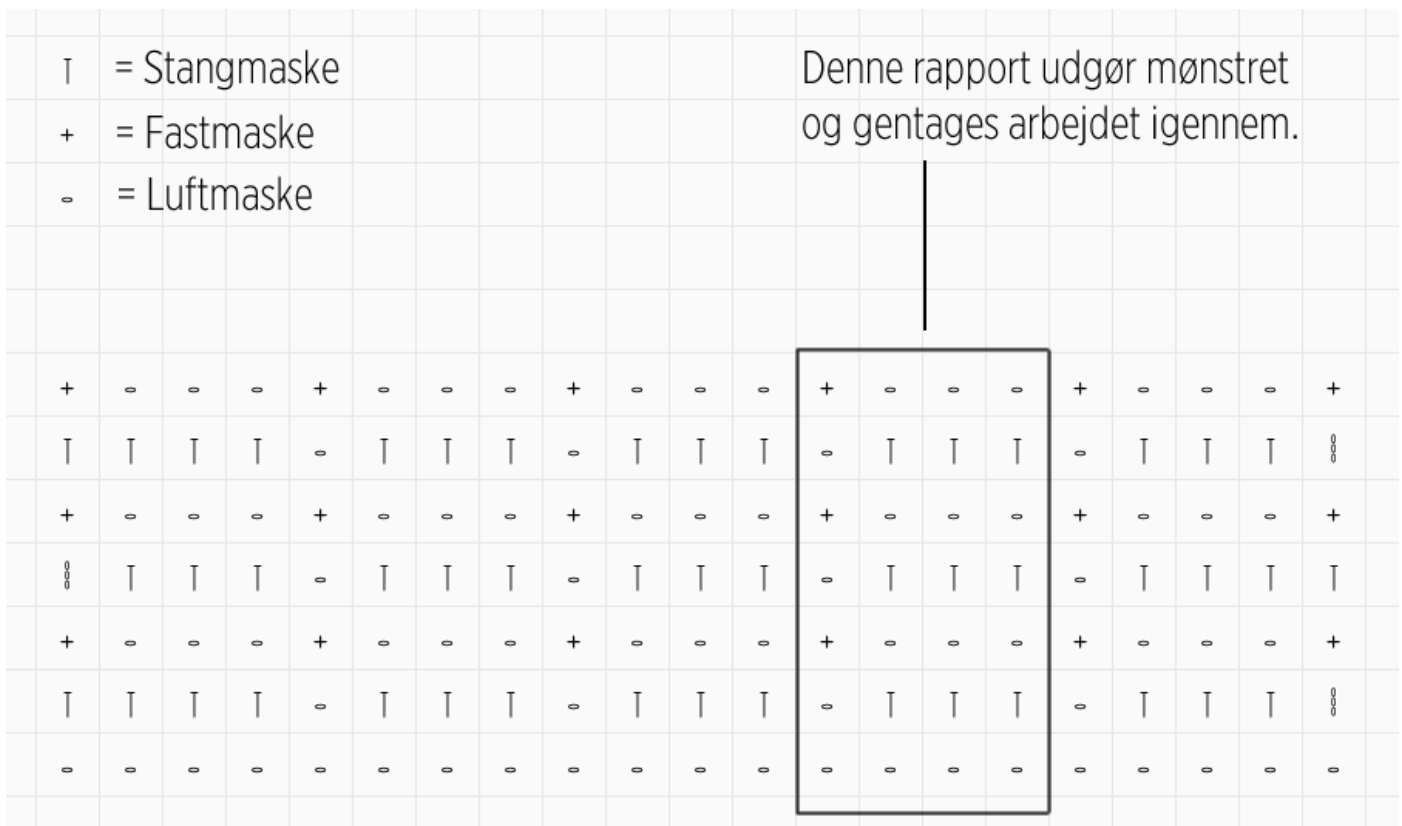 = Stangmaske
= Fastmaske
= Luftmaske
Denne rapport udgør mønstret
og gentages arbejdet igennem.